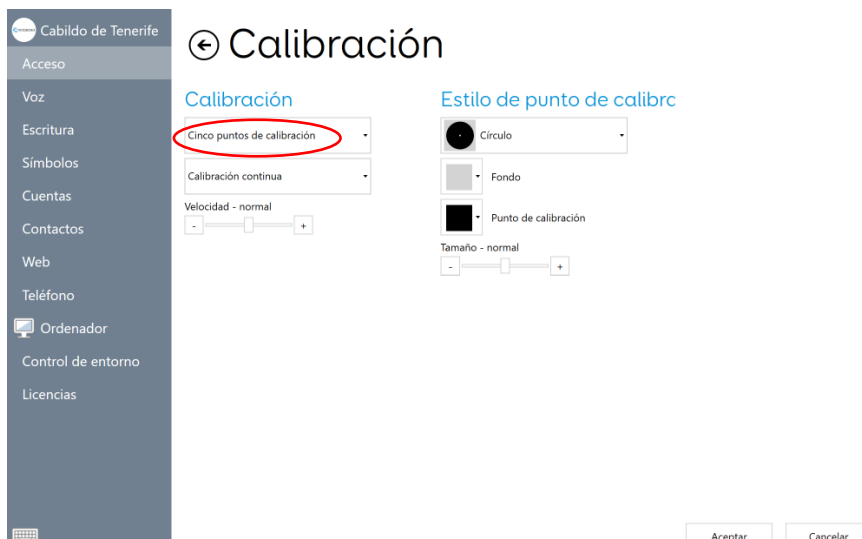 Cabildo de Tenerife
Acceso
Voz
Escritura
Símbolos
Cuentas
Contactos
Web
Teléfono
Ordenador
Control de entorno
Licencias
Calibración
Calibración
Cinco puntos de calibración
Calibración continua
Velocidad - normal
-
+
Estilo de punto de calibrc
Círculo
Fondo
Punto de calibración
Tamaño - normal
-
+
Aceptar
Cancelar